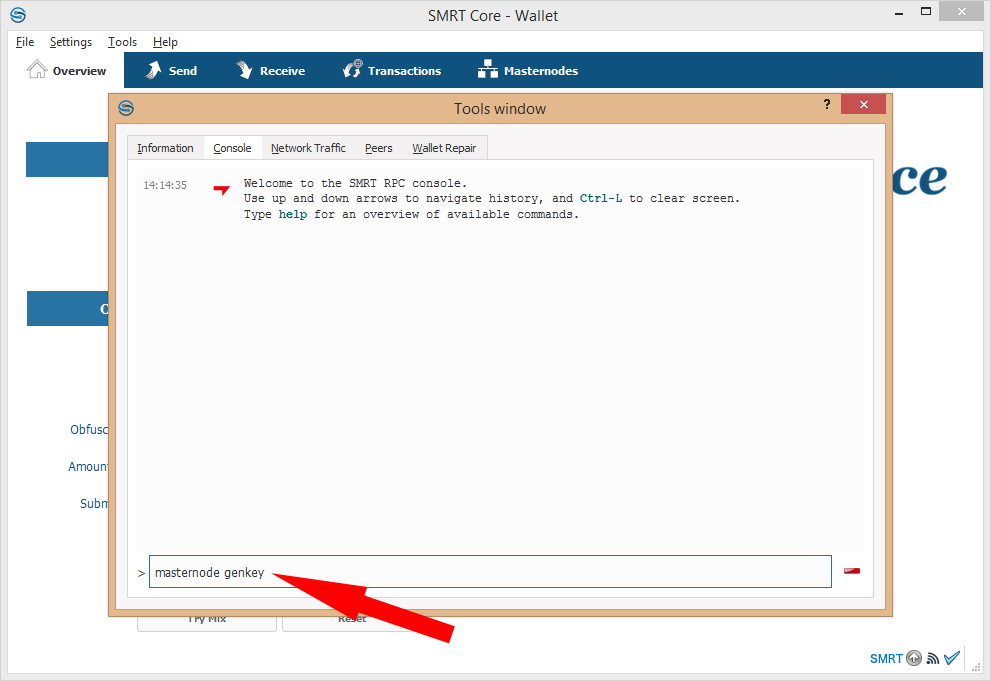 SMRT Core - Wallet
File Settings Tools Help
Overview Send Receive Transactions Masternodes
Tools window
?
Information Console Network Traffic Peers Wallet Repair
ce
14:14:35 Welcome to the SMRT RPC console.
Use up and down arrows to navigate history, and Ctrl-L to clear screen.
Type help for an overview of available commands.
> masternode genkey
Try Mix Reset
SMRT